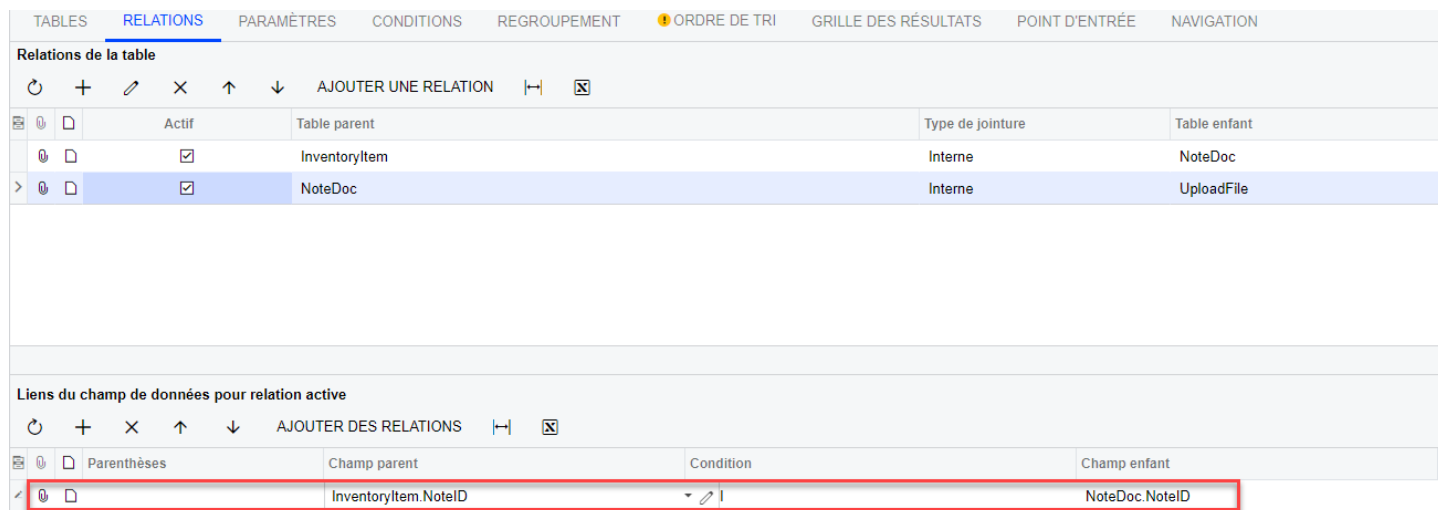 TABLES RELATIONS PARAMÈTRES CONDITIONS REGROUPEMENT ORDRE DE TRI GRILLE DES RÉSULTATS POINT D'ENTRÉE NAVIGATION
Relations de la table
AJOUTER UNE RELATION
Actif Table parent Type de jointure Table enfant
InventoryItem Interne NoteDoc
NoteDoc Interne UploadFile
Liens du champ de données pour relation active
AJOUTER DES RELATIONS
Parenthèses Champ parent Condition Champ enfant
InventoryItem.NoteID I NoteDoc.NoteID